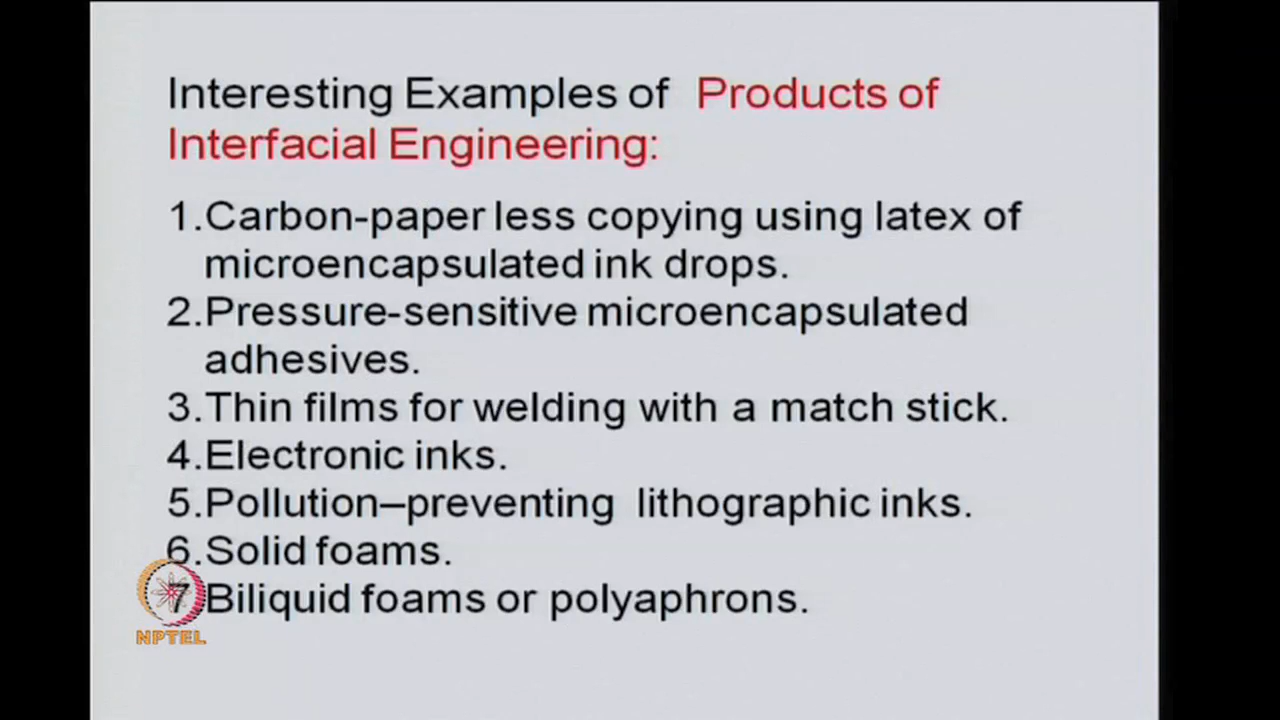 Interesting Examples of Products of
Interfacial Engineering:
1.Carbon-paper less copying using latex of
microencapsulated ink drops.
2.Pressure-sensitive microencapsulated
adhesives.
3.Thin films for welding with a match stick.
4.Electronic inks.
5.Pollution–preventing lithographic inks.
6.Solid foams.
7.Biliquid foams or polyaphrons.
NPTEL